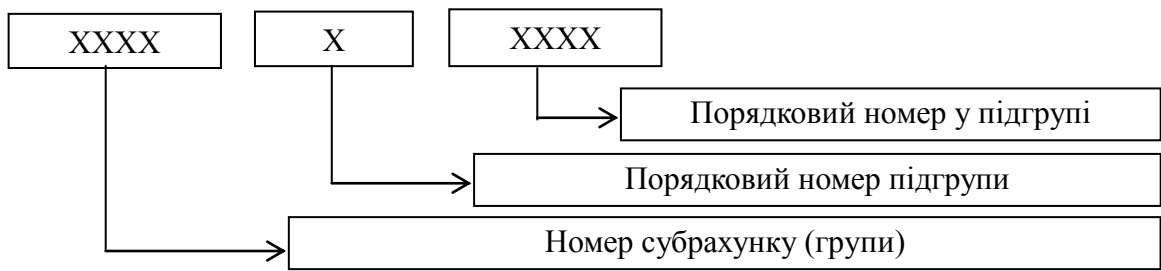 XXXX X XXXX
Порядковий номер у підгрупі
Порядковий номер підгрупи
Номер субрахунку (групи)